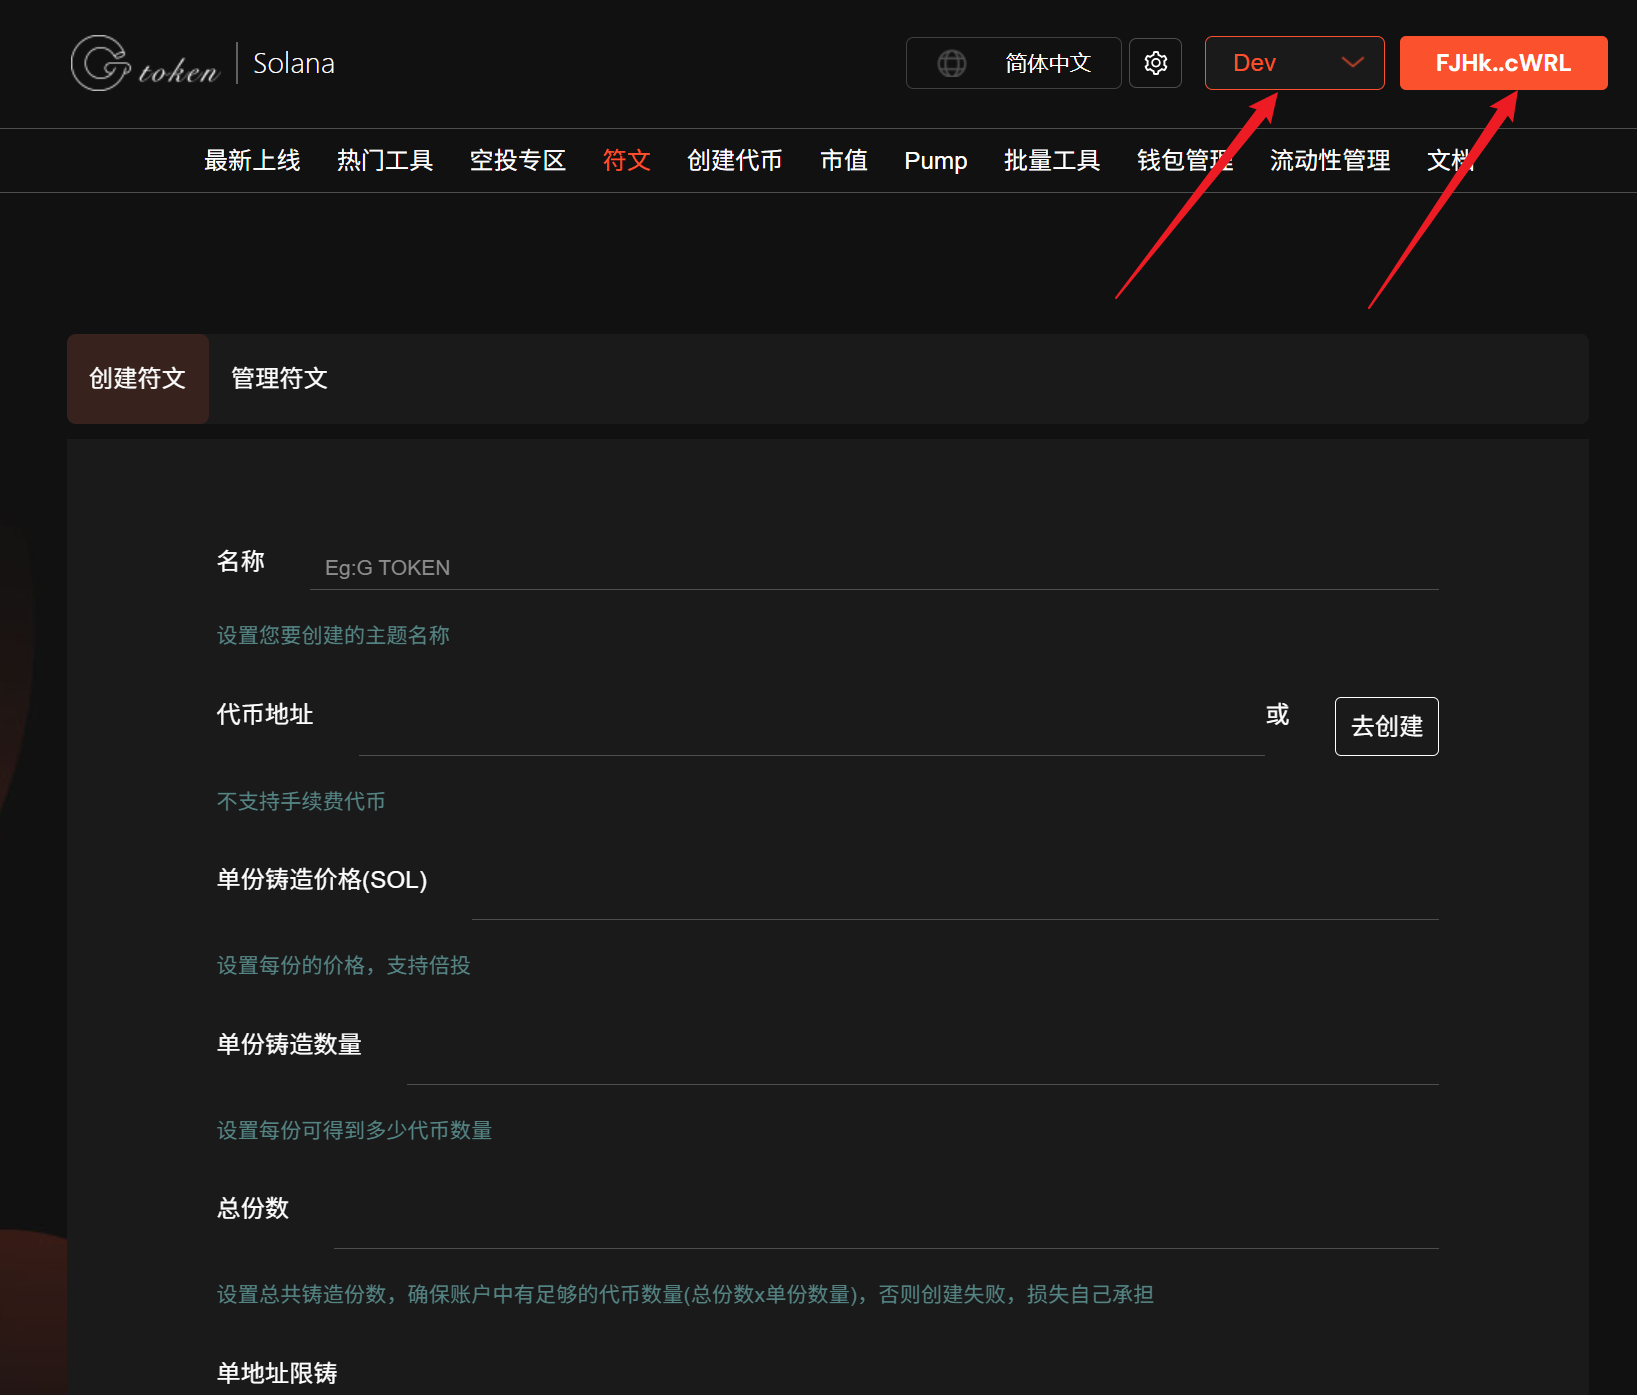 Gtoken | Solana
简体中文
Dev
FJHk..cWRL
最新上线 热门工具 空投专区 符文 创建代币 市值 Pump 批量工具 钱包管理 流动性管理 文档
创建符文 管理符文
名称 Eg:G TOKEN
设置您要创建的主题名称
代币地址 或 去创建
不支持手续费代币
单份铸造价格(SOL)
设置每份的价格，支持倍投
单份铸造数量
设置每份可得到多少代币数量
总份数
设置总共铸造份数，确保账户中有足够的代币数量(总份数x单份数量)，否则创建失败，损失自己承担
单地址限铸